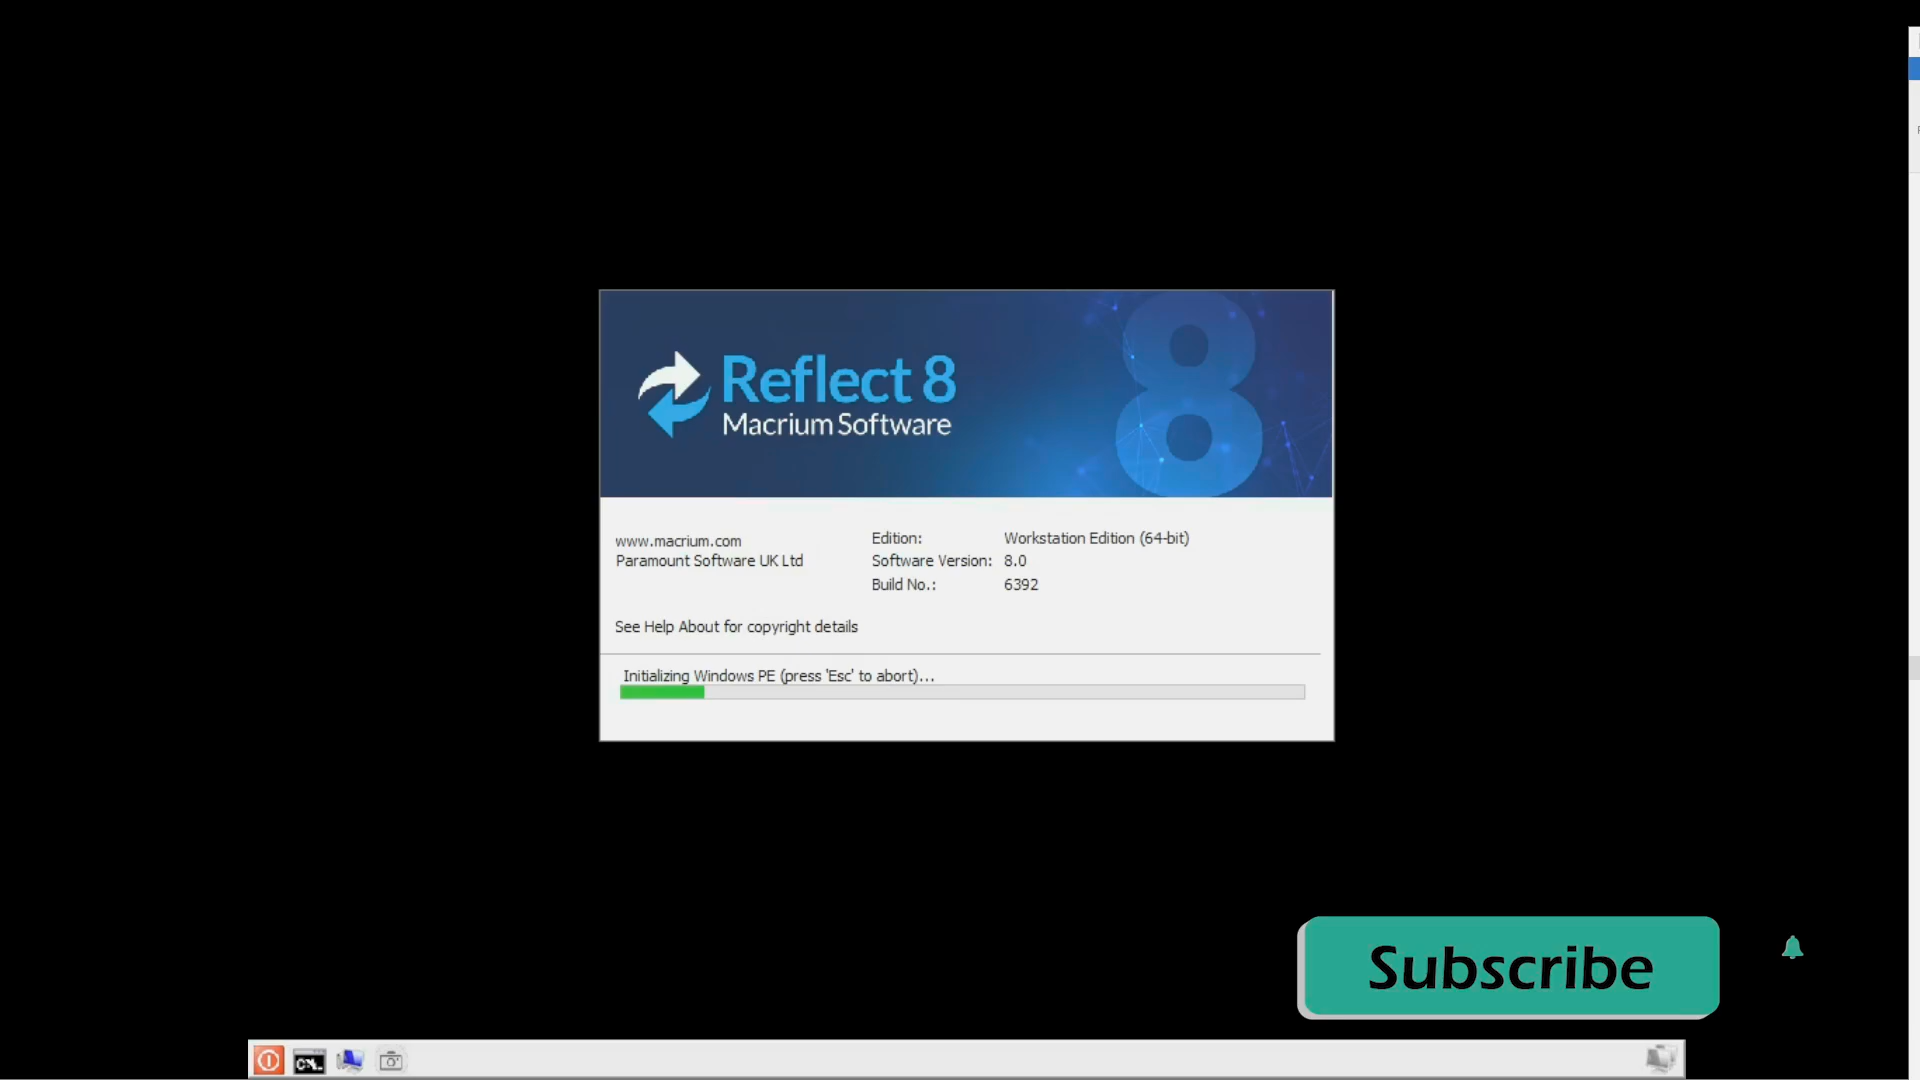 Reflect 8
Macrium Software
www.macrium.com
Paramount Software UK Ltd
Edition: Workstation Edition (64-bit)
Software Version: 8.0
Build No.: 6392
See Help About for copyright details
Initializing Windows PE (press 'Esc' to abort)...
Subscribe